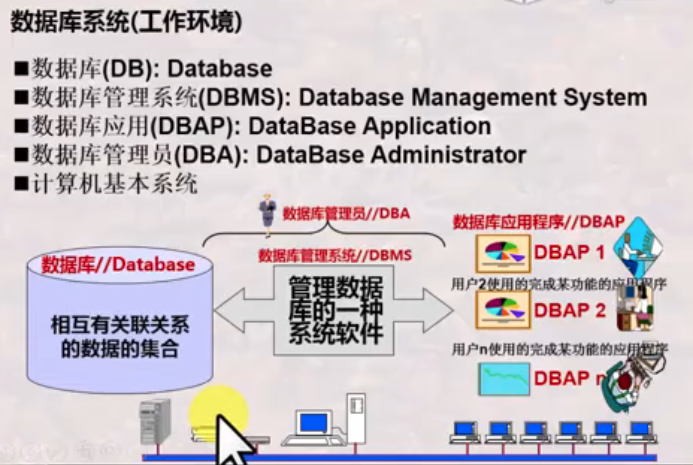 数据库系统(工作环境)
■数据库(DB): Database
■数据库管理系统(DBMS): Database Management System
■数据库应用(DBAP): DataBase Application
■数据库管理员(DBA): DataBase Administrator
■计算机基本系统
数据库管理员//DBA
数据库应用程序//DBAP
数据库//Database
数据库管理系统//DBMS
DBAP 1
管理数据
库的一种
系统软件
用户2使用的完成某功能的应用程序
DBAP 2
相互有关联关系
的数据的集合
用户n使用的完成某功能的应用程序
DBAP n